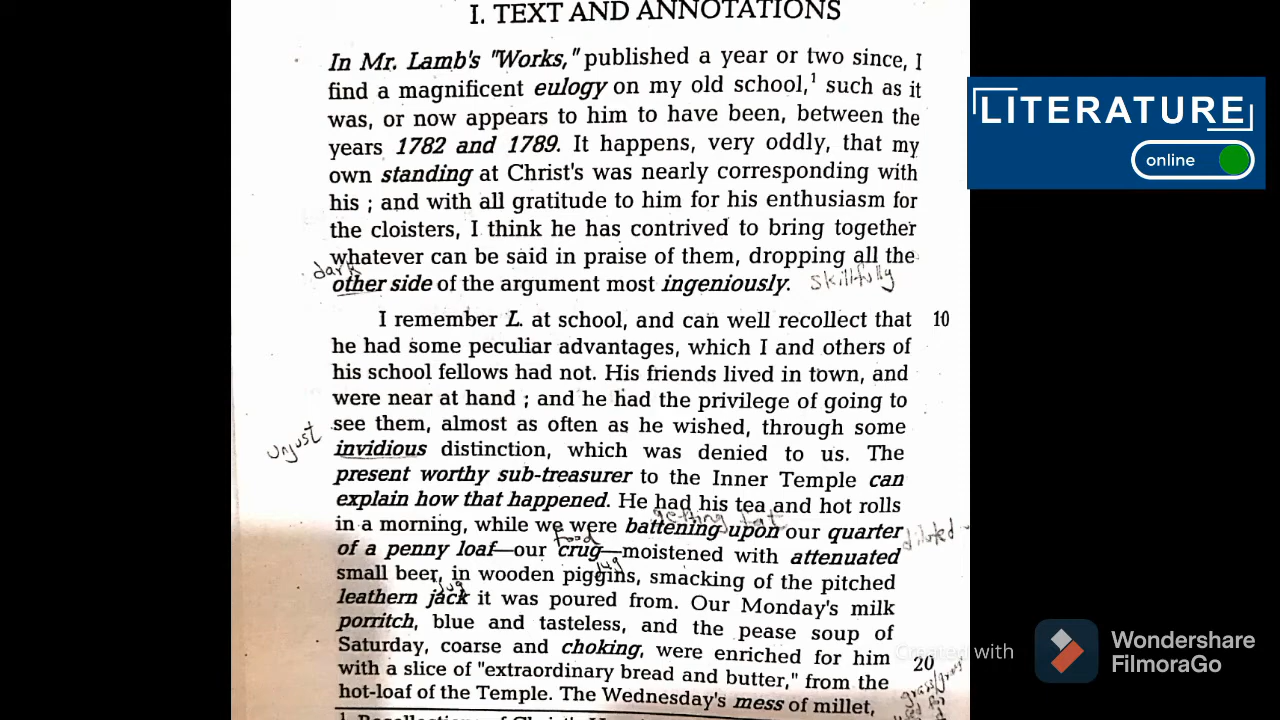 I. TEXT AND ANNOTATIONS
In Mr. Lamb's "Works," published a year or two since, I
find a magnificent eulogy on my old school,¹ such as it
was, or now appears to him to have been, between the
years 1782 and 1789. It happens, very oddly, that my
own standing at Christ's was nearly corresponding with
his ; and with all gratitude to him for his enthusiasm for
the cloisters, I think he has contrived to bring together
whatever can be said in praise of them, dropping all the
dark
other side of the argument most ingeniously. skillfully
I remember L. at school, and can well recollect that 10
he had some peculiar advantages, which I and others of
his school fellows had not. His friends lived in town, and
were near at hand ; and he had the privilege of going to
see them, almost as often as he wished, through some
unjust
invidious distinction, which was denied to us. The
present worthy sub-treasurer to the Inner Temple can
explain how that happened. He had his tea and hot rolls
getting fat
in a morning, while we were battening upon our quarter
diluted
food
of a penny loaf—our crug—moistened with attenuated
jug
small beer, in wooden piggins, smacking of the pitched
jug
leathern jack it was poured from. Our Monday's milk
porritch, blue and tasteless, and the pease soup of
Saturday, coarse and choking, were enriched for him
with a slice of "extraordinary bread and butter," from the 20
hot-loaf of the Temple. The Wednesday's mess of millet,
LITERATURE
online
Created with
Wondershare
FilmoraGo